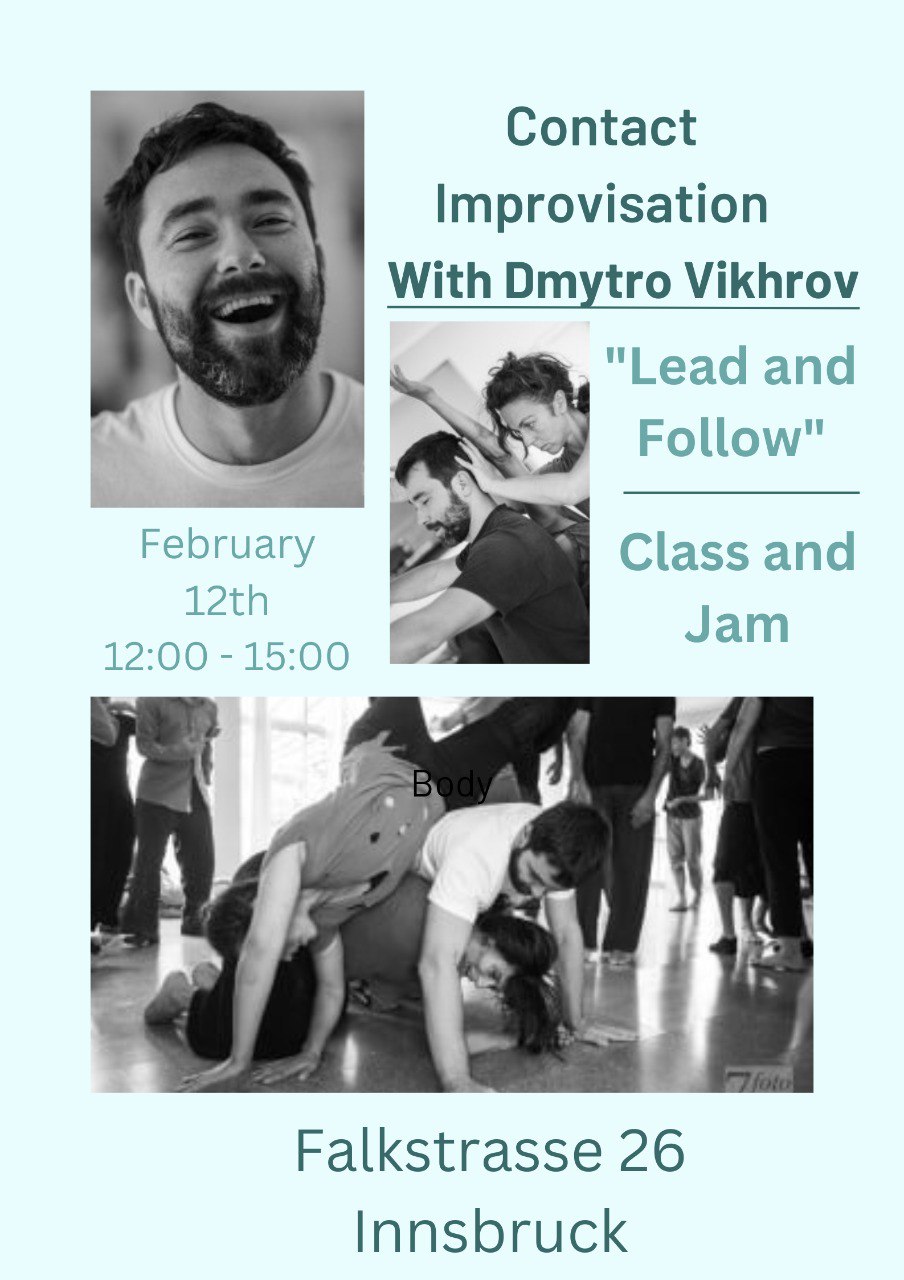 Contact
Improvisation
With Dmytro Vikhrov
"Lead and
Follow"
Class and
Jam
February
12th
12:00 - 15:00
Body
7foto
Falkstrasse 26
Innsbruck